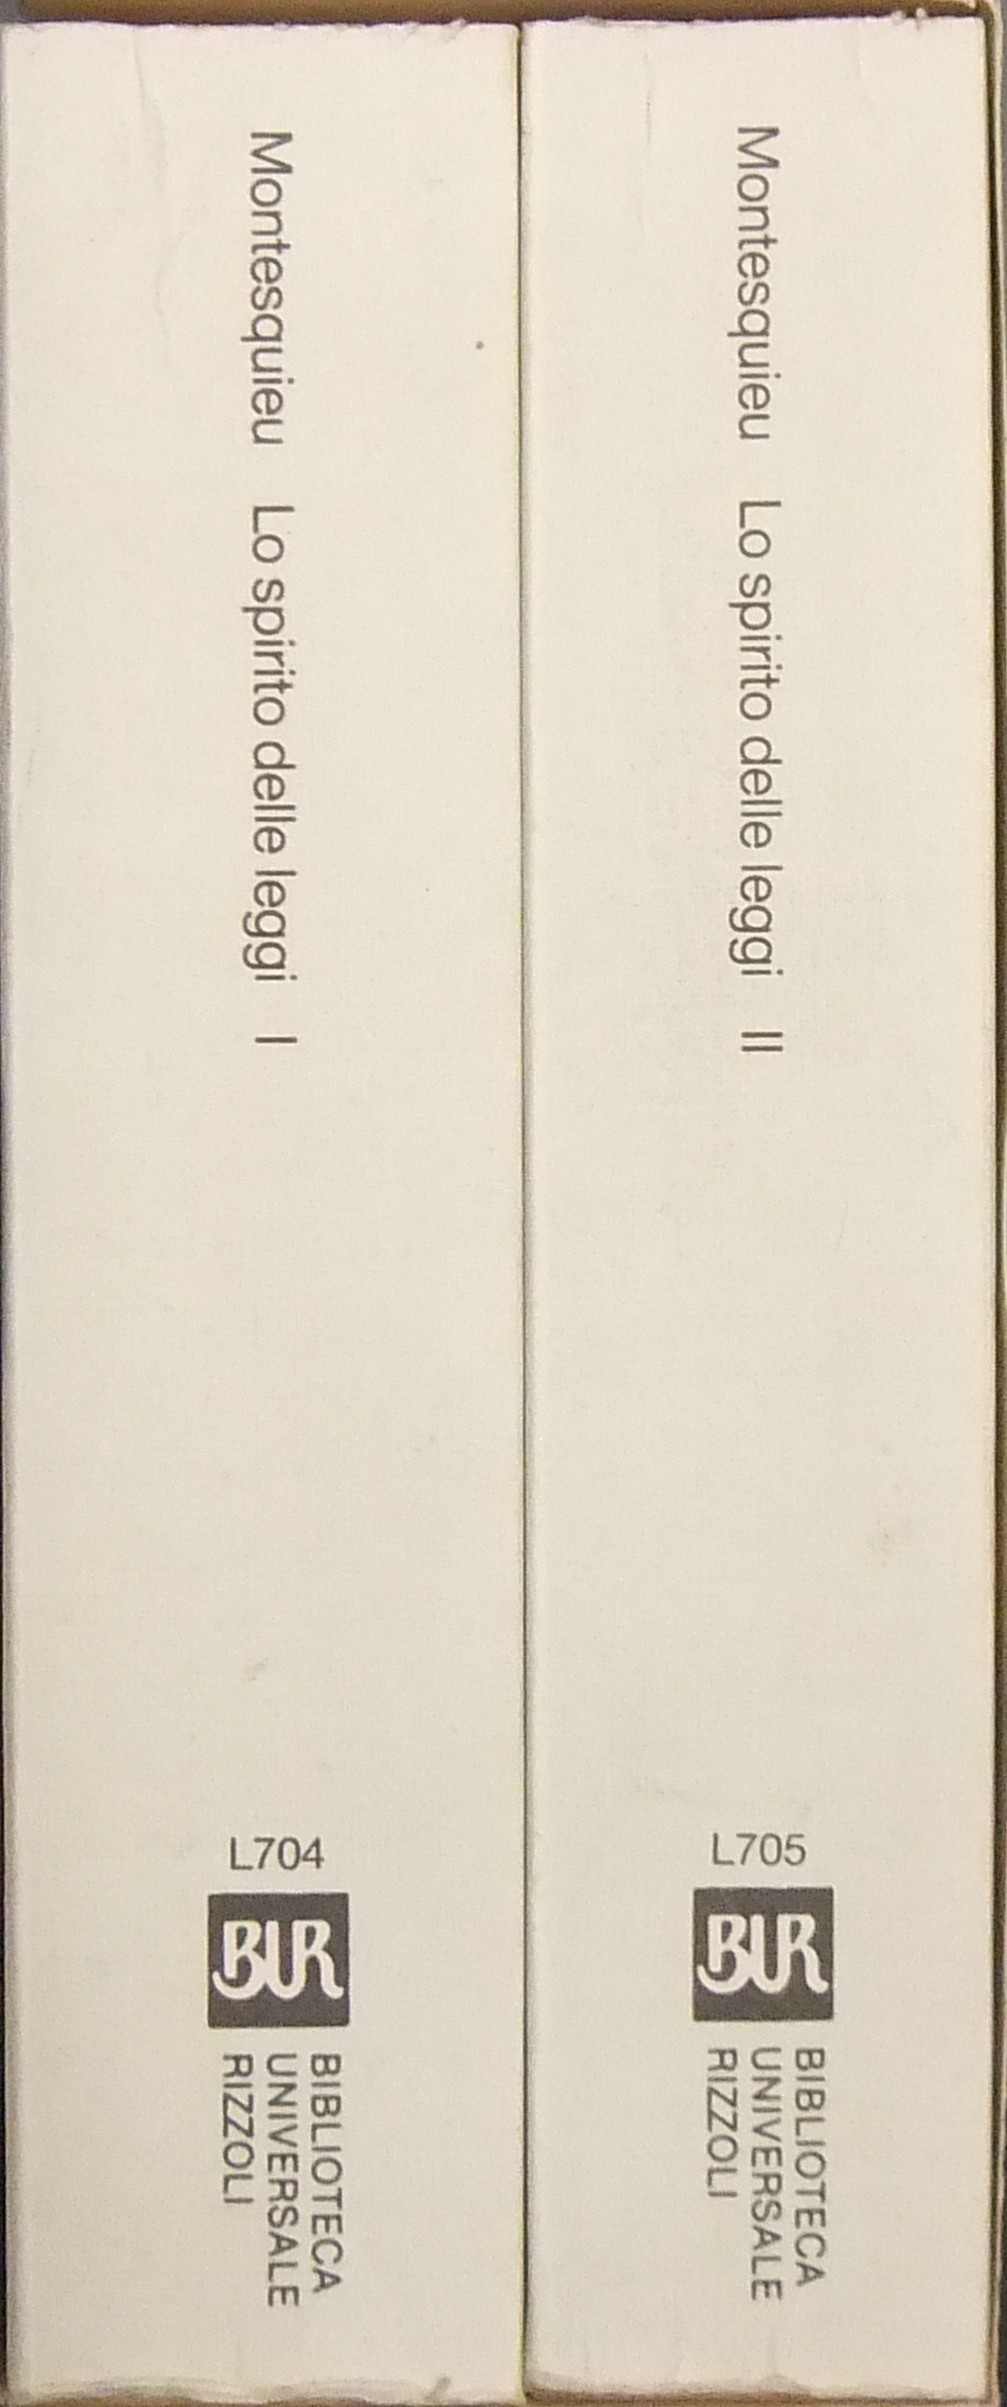 Montesquieu Lo spirito delle leggi I
L704
BUR
BIBLIOTECA
UNIVERSALE
RIZZOLI
Montesquieu Lo spirito delle leggi II
L705
BUR
BIBLIOTECA
UNIVERSALE
RIZZOLI